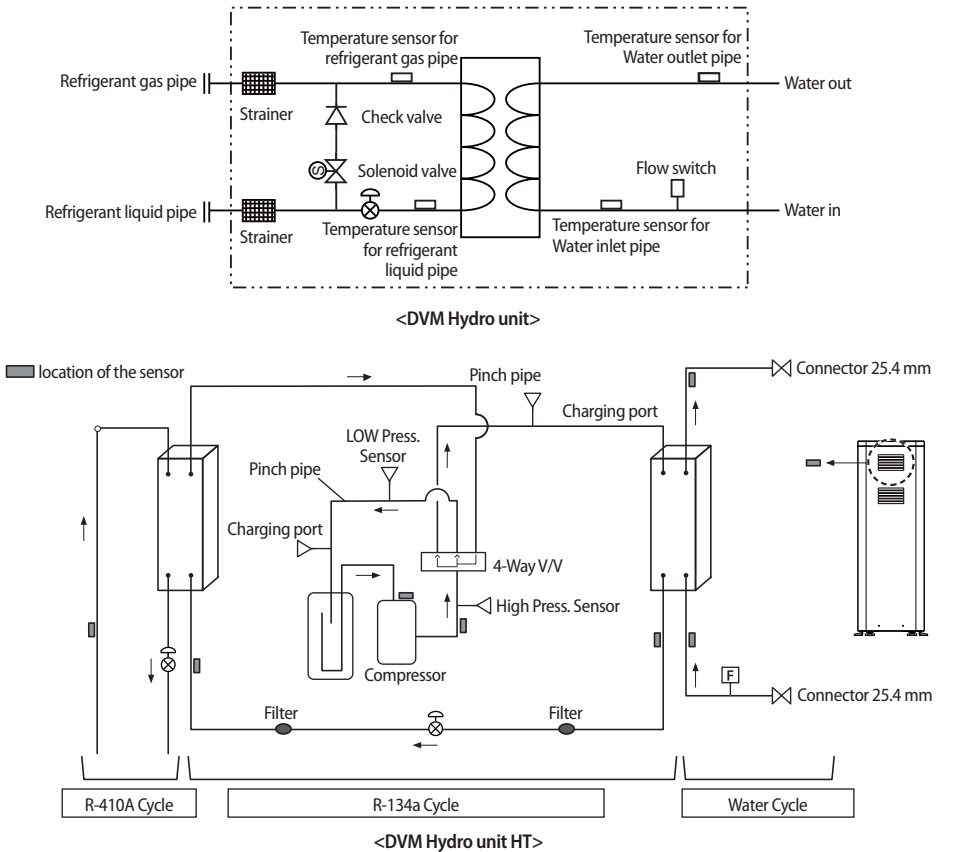 Temperature sensor for
refrigerant gas pipe
Temperature sensor for
Water outlet pipe
Refrigerant gas pipe
Water out
Strainer
Check valve
S
Solenoid valve
Flow switch
Refrigerant liquid pipe
Water in
Strainer
Temperature sensor
for refrigerant
liquid pipe
Temperature sensor for
Water inlet pipe
<DVM Hydro unit>
location of the sensor
Pinch pipe
Connector 25.4 mm
Charging port
LOW Press.
Sensor
Pinch pipe
Charging port
4-Way V/V
High Press. Sensor
Compressor
F
Connector 25.4 mm
Filter
Filter
R-410A Cycle
R-134a Cycle
Water Cycle
<DVM Hydro unit HT>